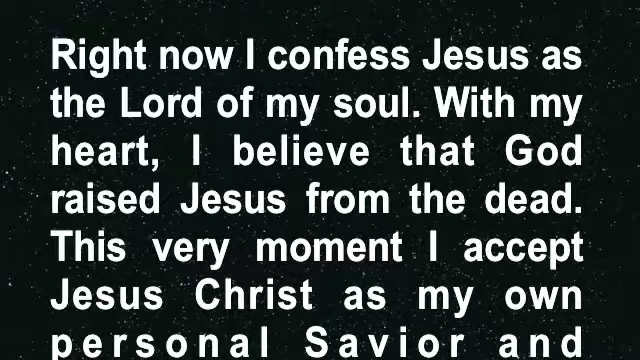 Right now I confess Jesus as
the Lord of my soul. With my
heart, I believe that God
raised Jesus from the dead.
This very moment I accept
Jesus Christ as my own
personal Savior and